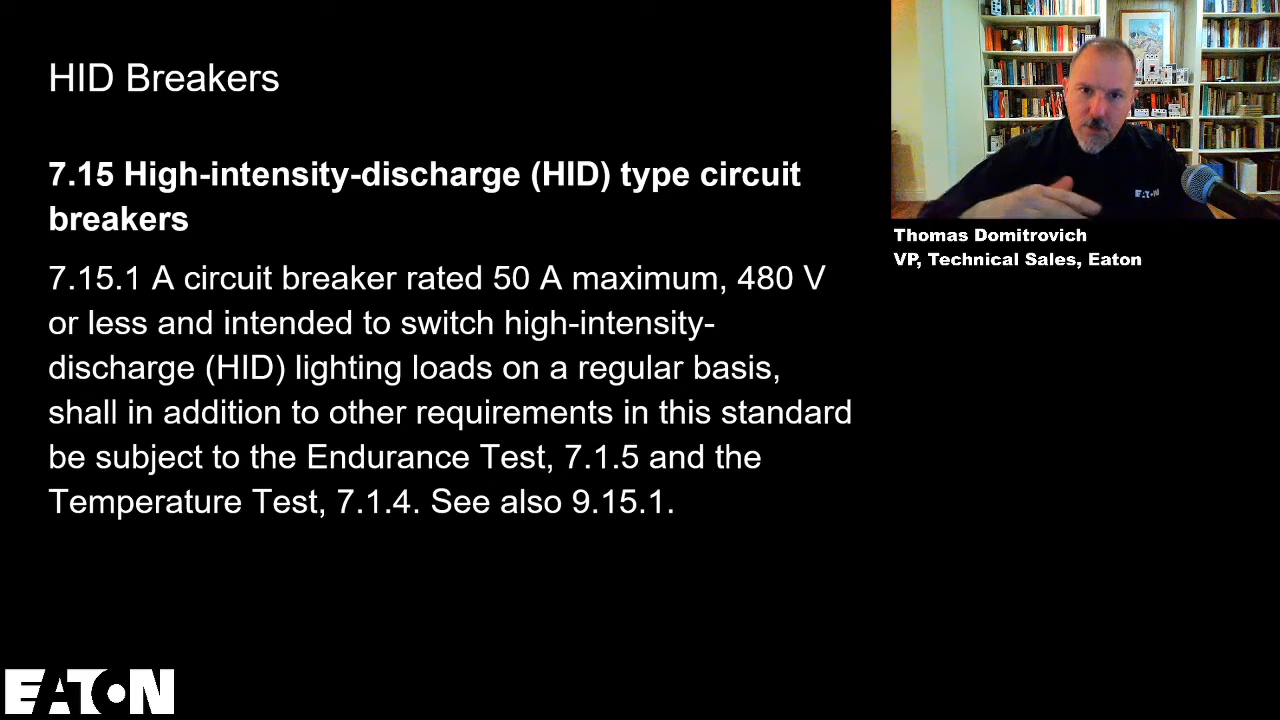 HID Breakers
7.15 High-intensity-discharge (HID) type circuit
breakers
7.15.1 A circuit breaker rated 50 A maximum, 480 V
or less and intended to switch high-intensity-
discharge (HID) lighting loads on a regular basis,
shall in addition to other requirements in this standard
be subject to the Endurance Test, 7.1.5 and the
Temperature Test, 7.1.4. See also 9.15.1.
EATON
Thomas Domitrovich
VP, Technical Sales, Eaton
EATON